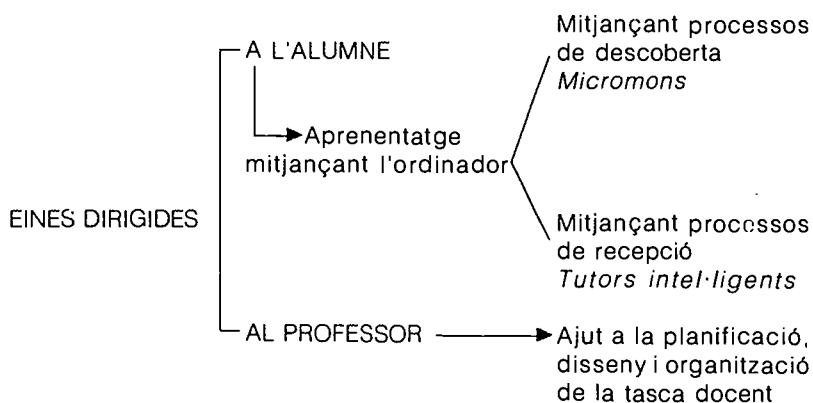 Mitjançant processos
de descoberta
Micromons
A L'ALUMNE
Aprenentatge
mitjançant l'ordinador
EINES DIRIGIDES
Mitjançant processos
de recepció
Tutors intel·ligents
AL PROFESSOR
Ajut a la planificació,
disseny i organització
de la tasca docent